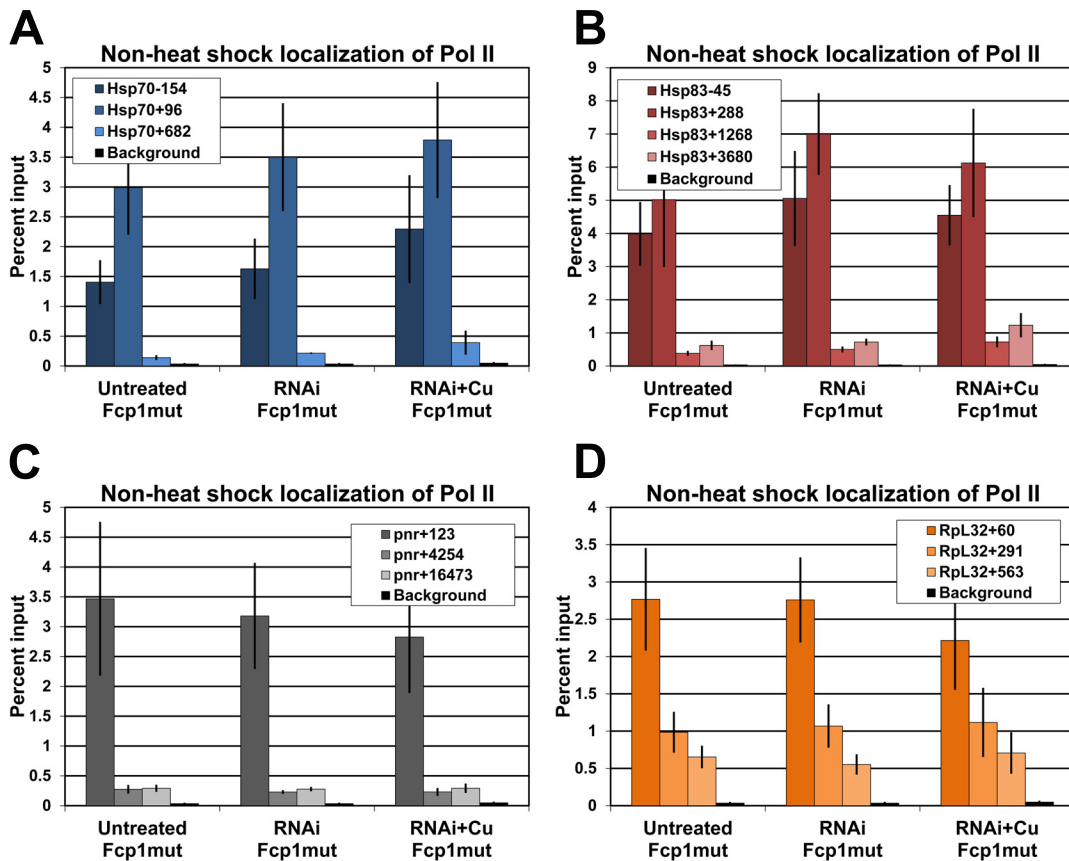 A
Non-heat shock localization of Pol II
Percent input
5
4.5
4
3.5
3
2.5
2
1.5
1
0.5
0
Hsp70-154
Hsp70+96
Hsp70+682
Background
Untreated
Fcp1mut
RNAi
Fcp1mut
RNAi+Cu
Fcp1mut
B
Non-heat shock localization of Pol II
Percent input
9
8
7
6
5
4
3
2
1
0
Hsp83-45
Hsp83+288
Hsp83+1268
Hsp83+3680
Background
Untreated
Fcp1mut
RNAi
Fcp1mut
RNAi+Cu
Fcp1mut
C
Non-heat shock localization of Pol II
Percent input
5
4.5
4
3.5
3
2.5
2
1.5
1
0.5
0
pnr+123
pnr+4254
pnr+16473
Background
Untreated
Fcp1mut
RNAi
Fcp1mut
RNAi+Cu
Fcp1mut
D
Non-heat shock localization of Pol II
Percent input
4
3.5
3
2.5
2
1.5
1
0.5
0
RpL32+60
RpL32+291
RpL32+563
Background
Untreated
Fcp1mut
RNAi
Fcp1mut
RNAi+Cu
Fcp1mut